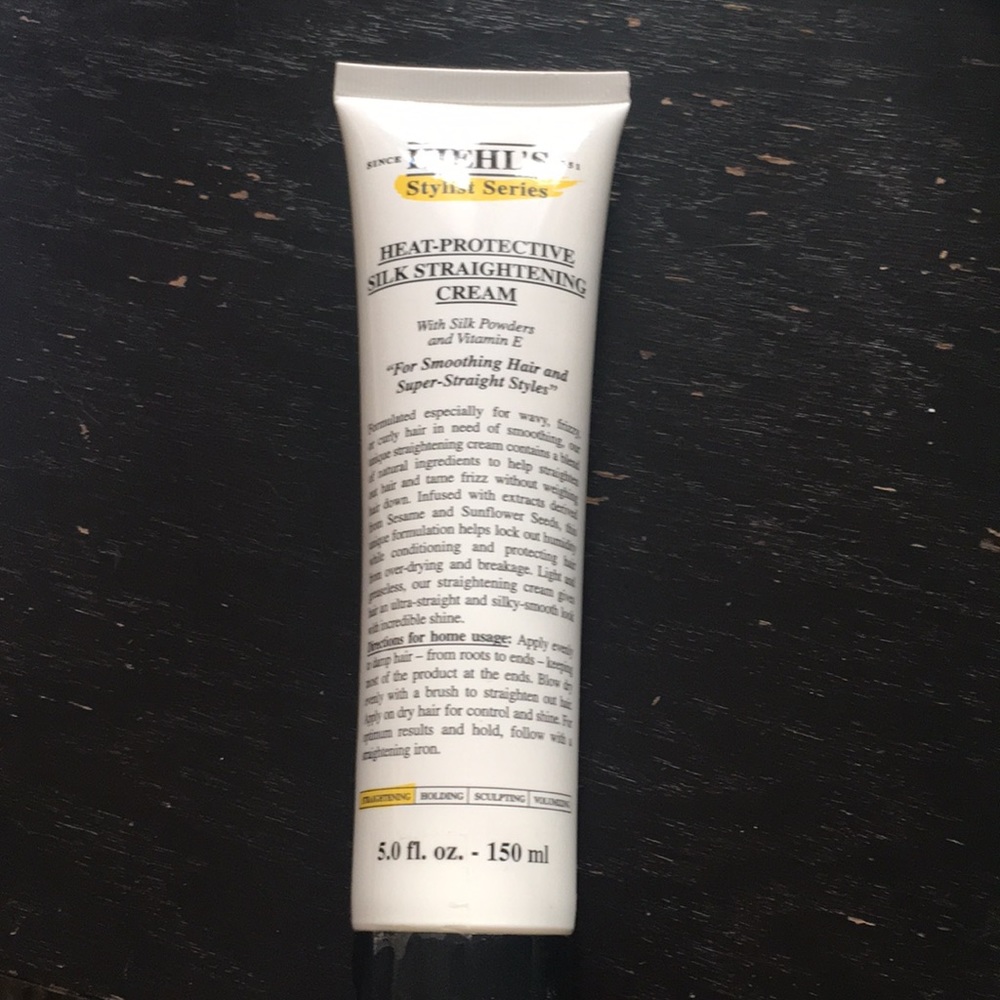 SINCE KIEHL'S
Stylist Series
HEAT-PROTECTIVE
SILK STRAIGHTENING
CREAM
With Silk Powders
and Vitamin E
"For Smoothing Hair and
Super-Straight Styles"
Formulated especially for wavy, frizzy,
or curly hair in need of smoothing, our
unique straightening cream contains a blend
of natural ingredients to help straighten
out hair and tame frizz without weighing
hair down. Infused with extracts derived
from Sesame and Sunflower Seeds, this
unique formulation helps lock out humidity
while conditioning and protecting hair
from over-drying and breakage. Light and
greaseless, our straightening cream gives
hair an ultra-straight and silky-smooth look
with incredible shine.
Directions for home usage: Apply evenly
to damp hair – from roots to ends – keeping
most of the product at the ends. Blow dry
evenly with a brush to straighten out hair.
Apply on dry hair for control and shine. For
optimum results and hold, follow with a
straightening iron.
STRAIGHTENING HOLDING SCULPTING VOLUMIZING
5.0 fl. oz. - 150 ml